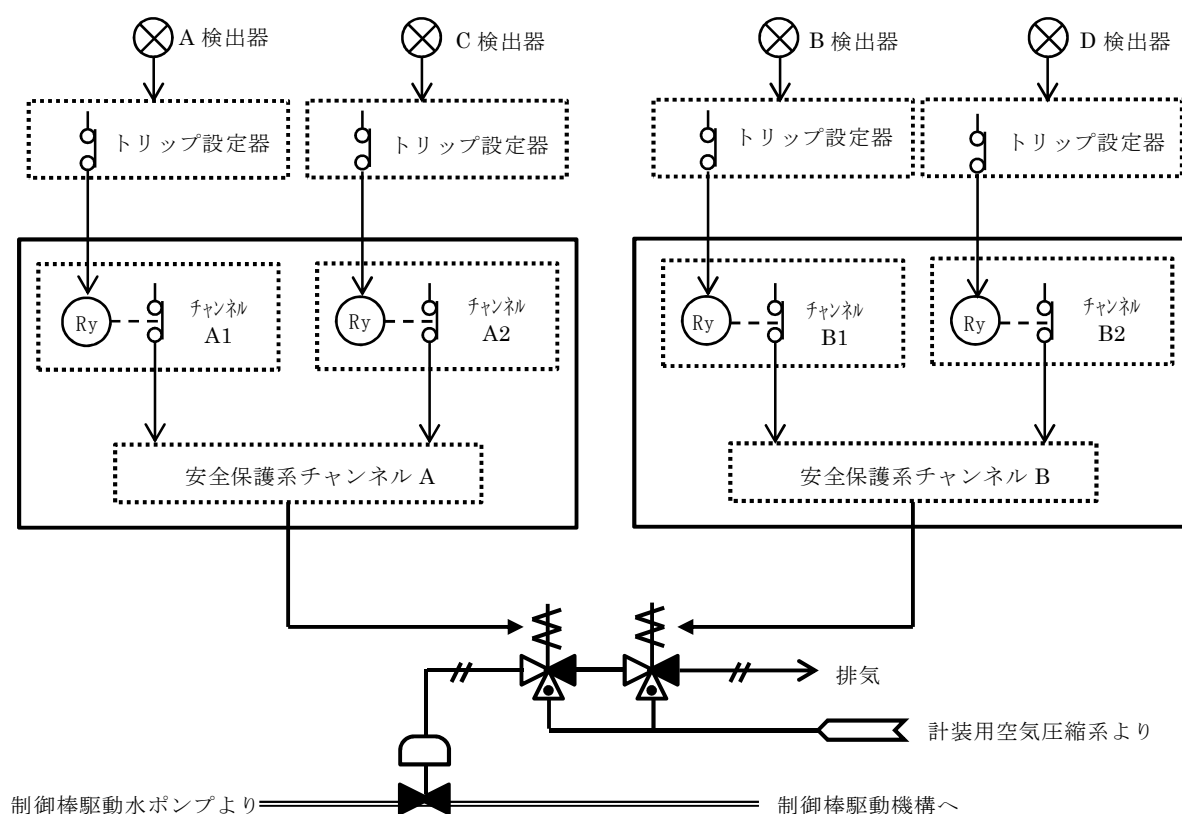 A 検出器
C 検出器
B 検出器
D 検出器
トリップ設定器
トリップ設定器
トリップ設定器
トリップ設定器
Ry
チャンネル
A1
Ry
チャンネル
A2
Ry
チャンネル
B1
Ry
チャンネル
B2
安全保護系チャンネル A
安全保護系チャンネル B
排気
計装用空気圧縮系より
制御棒駆動水ポンプより
制御棒駆動機構へ